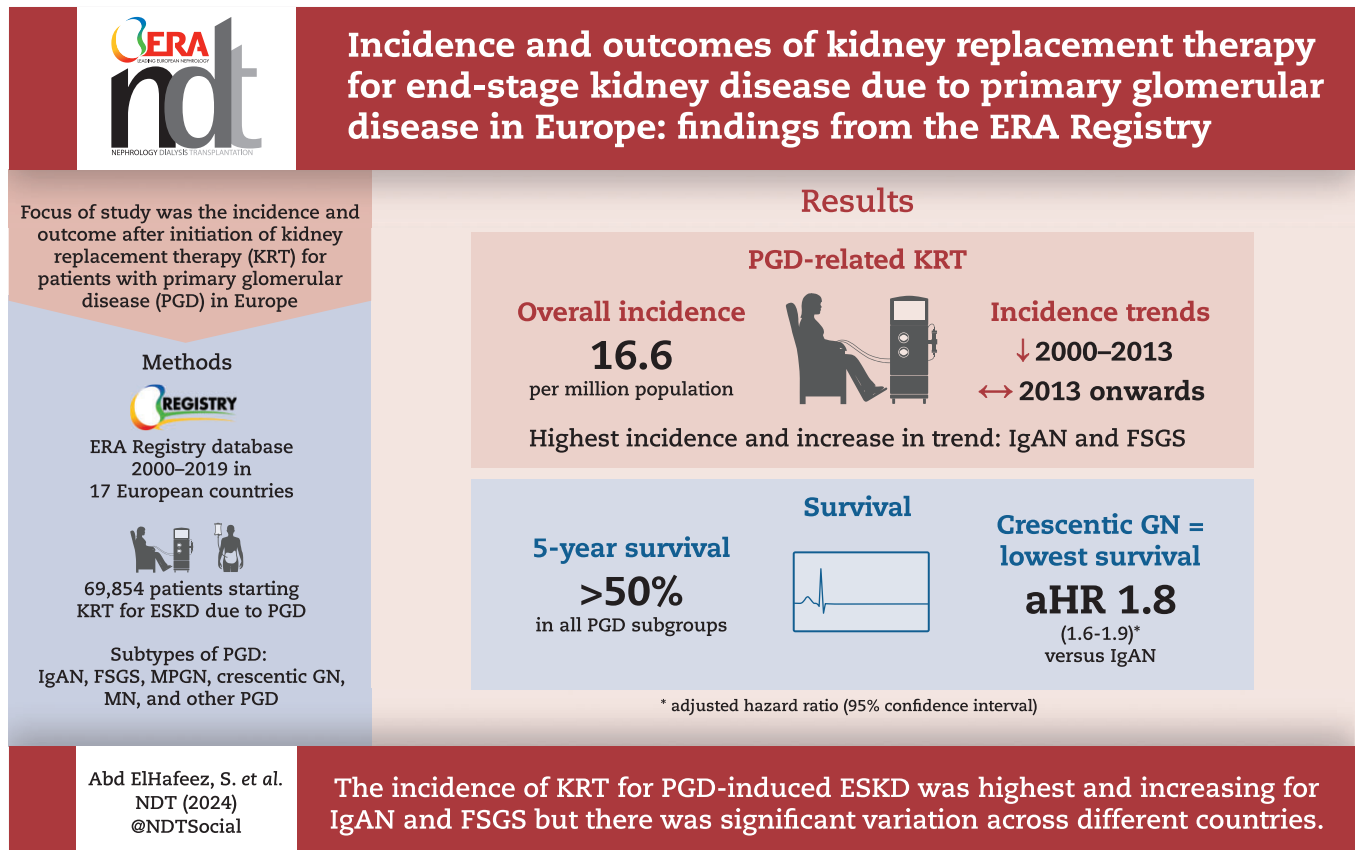 ERA
LEADING EUROPEAN NEPHROLOGY
ndt
NEPHROLOGY DIALYSIS TRANSPLANTATION
Incidence and outcomes of kidney replacement therapy
for end-stage kidney disease due to primary glomerular
disease in Europe: findings from the ERA Registry
Focus of study was the incidence and
outcome after initiation of kidney
replacement therapy (KRT) for
patients with primary glomerular
disease (PGD) in Europe
Methods
REGISTRY
ERA Registry database
2000–2019 in
17 European countries
69,854 patients starting
KRT for ESKD due to PGD
Subtypes of PGD:
IgAN, FSGS, MPGN, crescentic GN,
MN, and other PGD
Results
PGD-related KRT
Overall incidence
16.6
per million population
Incidence trends
↓ 2000–2013
↔ 2013 onwards
Highest incidence and increase in trend: IgAN and FSGS
Survival
5-year survival
>50%
in all PGD subgroups
Crescentic GN =
lowest survival
aHR 1.8
(1.6-1.9)*
versus IgAN
* adjusted hazard ratio (95% confidence interval)
Abd ElHafeez, S. et al.
NDT (2024)
@NDTSocial
The incidence of KRT for PGD-induced ESKD was highest and increasing for
IgAN and FSGS but there was significant variation across different countries.